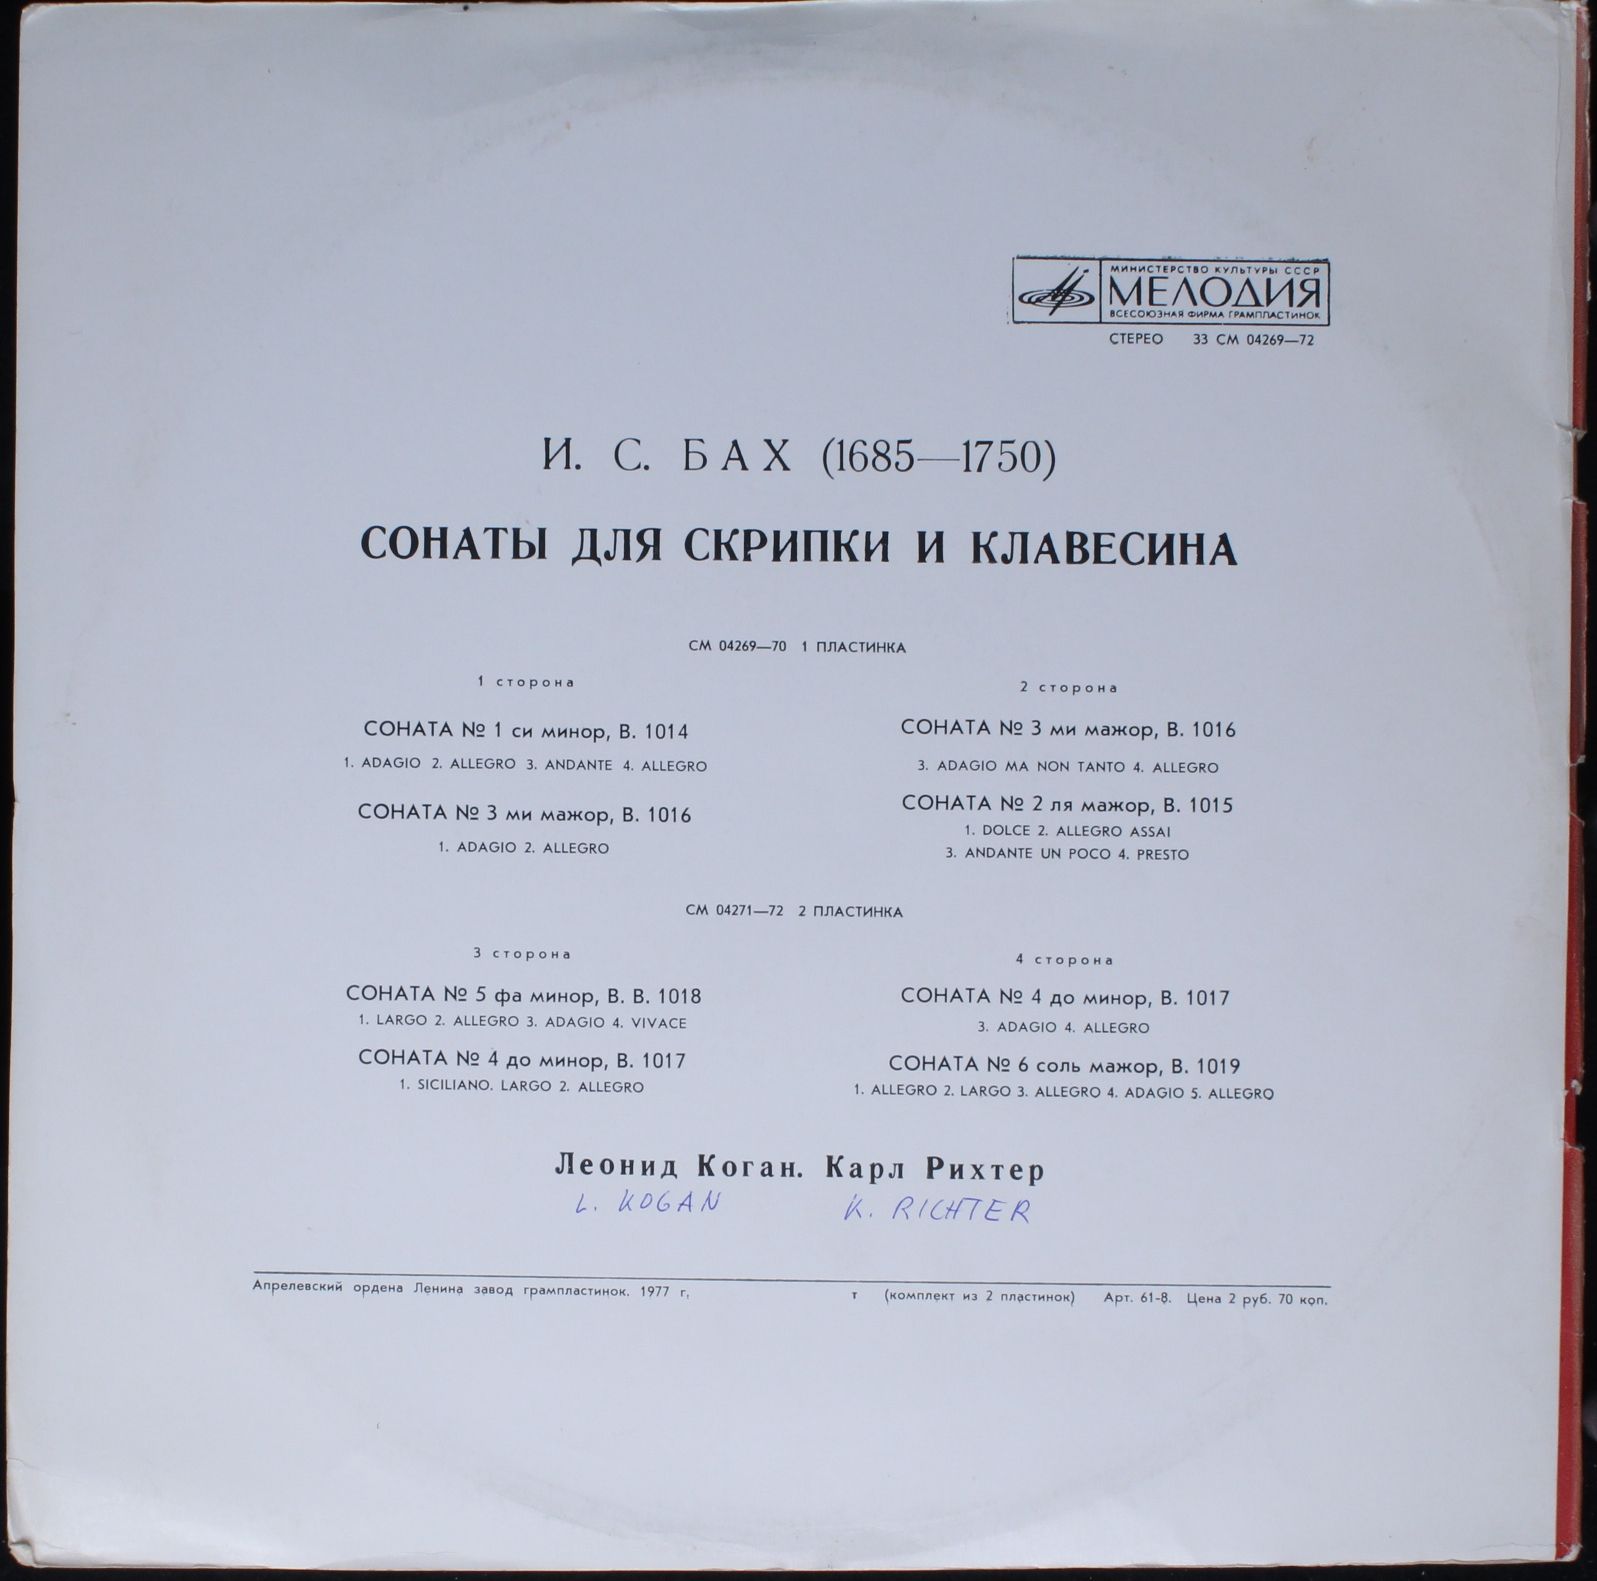 МИНИСТЕРСТВО КУЛЬТУРЫ СССР
МЕЛОДИЯ
ВСЕСОЮЗНАЯ ФИРМА ГРАМПЛАСТИНОК
СТЕРЕО 33 СМ 04269—72
И. С. БАХ (1685—1750)
СОНАТЫ ДЛЯ СКРИПКИ И КЛАВЕСИНА
СМ 04269—70 1 ПЛАСТИНКА
1 сторона
СОНАТА № 1 си минор, В. 1014
1. ADAGIO 2. ALLEGRO 3. ANDANTE 4. ALLEGRO
СОНАТА № 3 ми мажор, В. 1016
1. ADAGIO 2. ALLEGRO
2 сторона
СОНАТА № 3 ми мажор, В. 1016
3. ADAGIO MA NON TANTO 4. ALLEGRO
СОНАТА № 2 ля мажор, В. 1015
1. DOLCE 2. ALLEGRO ASSAI
3. ANDANTE UN POCO 4. PRESTO
СМ 04271—72 2 ПЛАСТИНКА
3 сторона
СОНАТА № 5 фа минор, В. В. 1018
1. LARGO 2. ALLEGRO 3. ADAGIO 4. VIVACE
СОНАТА № 4 до минор, В. 1017
1. SICILIANO. LARGO 2. ALLEGRO
4 сторона
СОНАТА № 4 до минор, В. 1017
3. ADAGIO 4. ALLEGRO
СОНАТА № 6 соль мажор, В. 1019
1. ALLEGRO 2. LARGO 3. ALLEGRO 4. ADAGIO 5. ALLEGRO
Леонид Коган. Карл Рихтер
L. KOGAN K. RICHTER
Апрелевский ордена Ленина завод грампластинок. 1977 г. т (комплект из 2 пластинок) Арт. 61-8. Цена 2 руб. 70 коп.